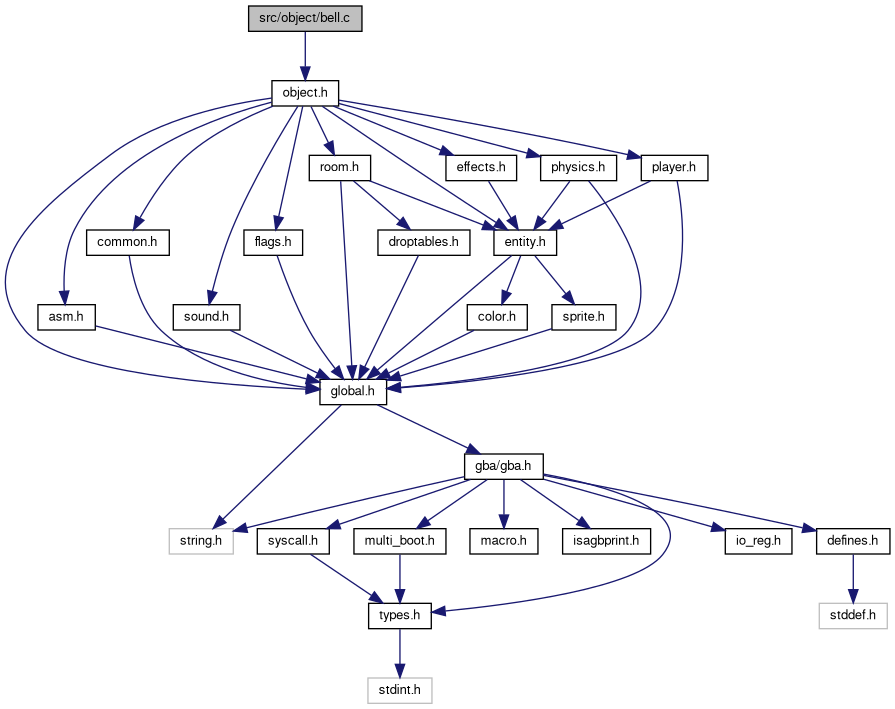 src/object/bell.c
object.h
room.h
effects.h
physics.h
player.h
common.h
flags.h
droptables.h
entity.h
asm.h
sound.h
color.h
sprite.h
global.h
gba/gba.h
string.h
syscall.h
multi_boot.h
macro.h
isagbprint.h
io_reg.h
defines.h
types.h
stddef.h
stdint.h